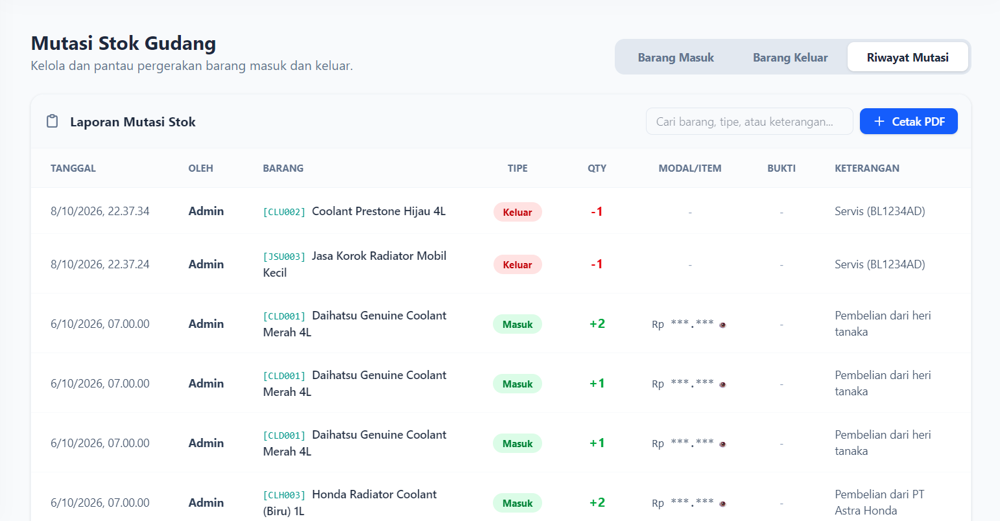 Mutasi Stok Gudang
Kelola dan pantau pergerakan barang masuk dan keluar.
Barang Masuk Barang Keluar Riwayat Mutasi
Laporan Mutasi Stok
Cari barang, tipe, atau keterangan...
+ Cetak PDF
TANGGAL OLEH BARANG TIPE QTY MODAL/ITEM BUKTI KETERANGAN
8/10/2026, 22.37.34 Admin [CLU002] Coolant Prestone Hijau 4L Keluar -1 - - Servis (BL1234AD)
8/10/2026, 22.37.24 Admin [JSU003] Jasa Korok Radiator Mobil
Kecil Keluar -1 - - Servis (BL1234AD)
6/10/2026, 07.00.00 Admin [CLD001] Daihatsu Genuine Coolant
Merah 4L Masuk +2 Rp ***.*** - Pembelian dari heri
tanaka
6/10/2026, 07.00.00 Admin [CLD001] Daihatsu Genuine Coolant
Merah 4L Masuk +1 Rp ***.*** - Pembelian dari heri
tanaka
6/10/2026, 07.00.00 Admin [CLD001] Daihatsu Genuine Coolant
Merah 4L Masuk +1 Rp ***.*** - Pembelian dari heri
tanaka
6/10/2026, 07.00.00 Admin [CLH003] Honda Radiator Coolant
(Biru) 1L Masuk +2 Rp ***.*** - Pembelian dari PT
Astra Honda